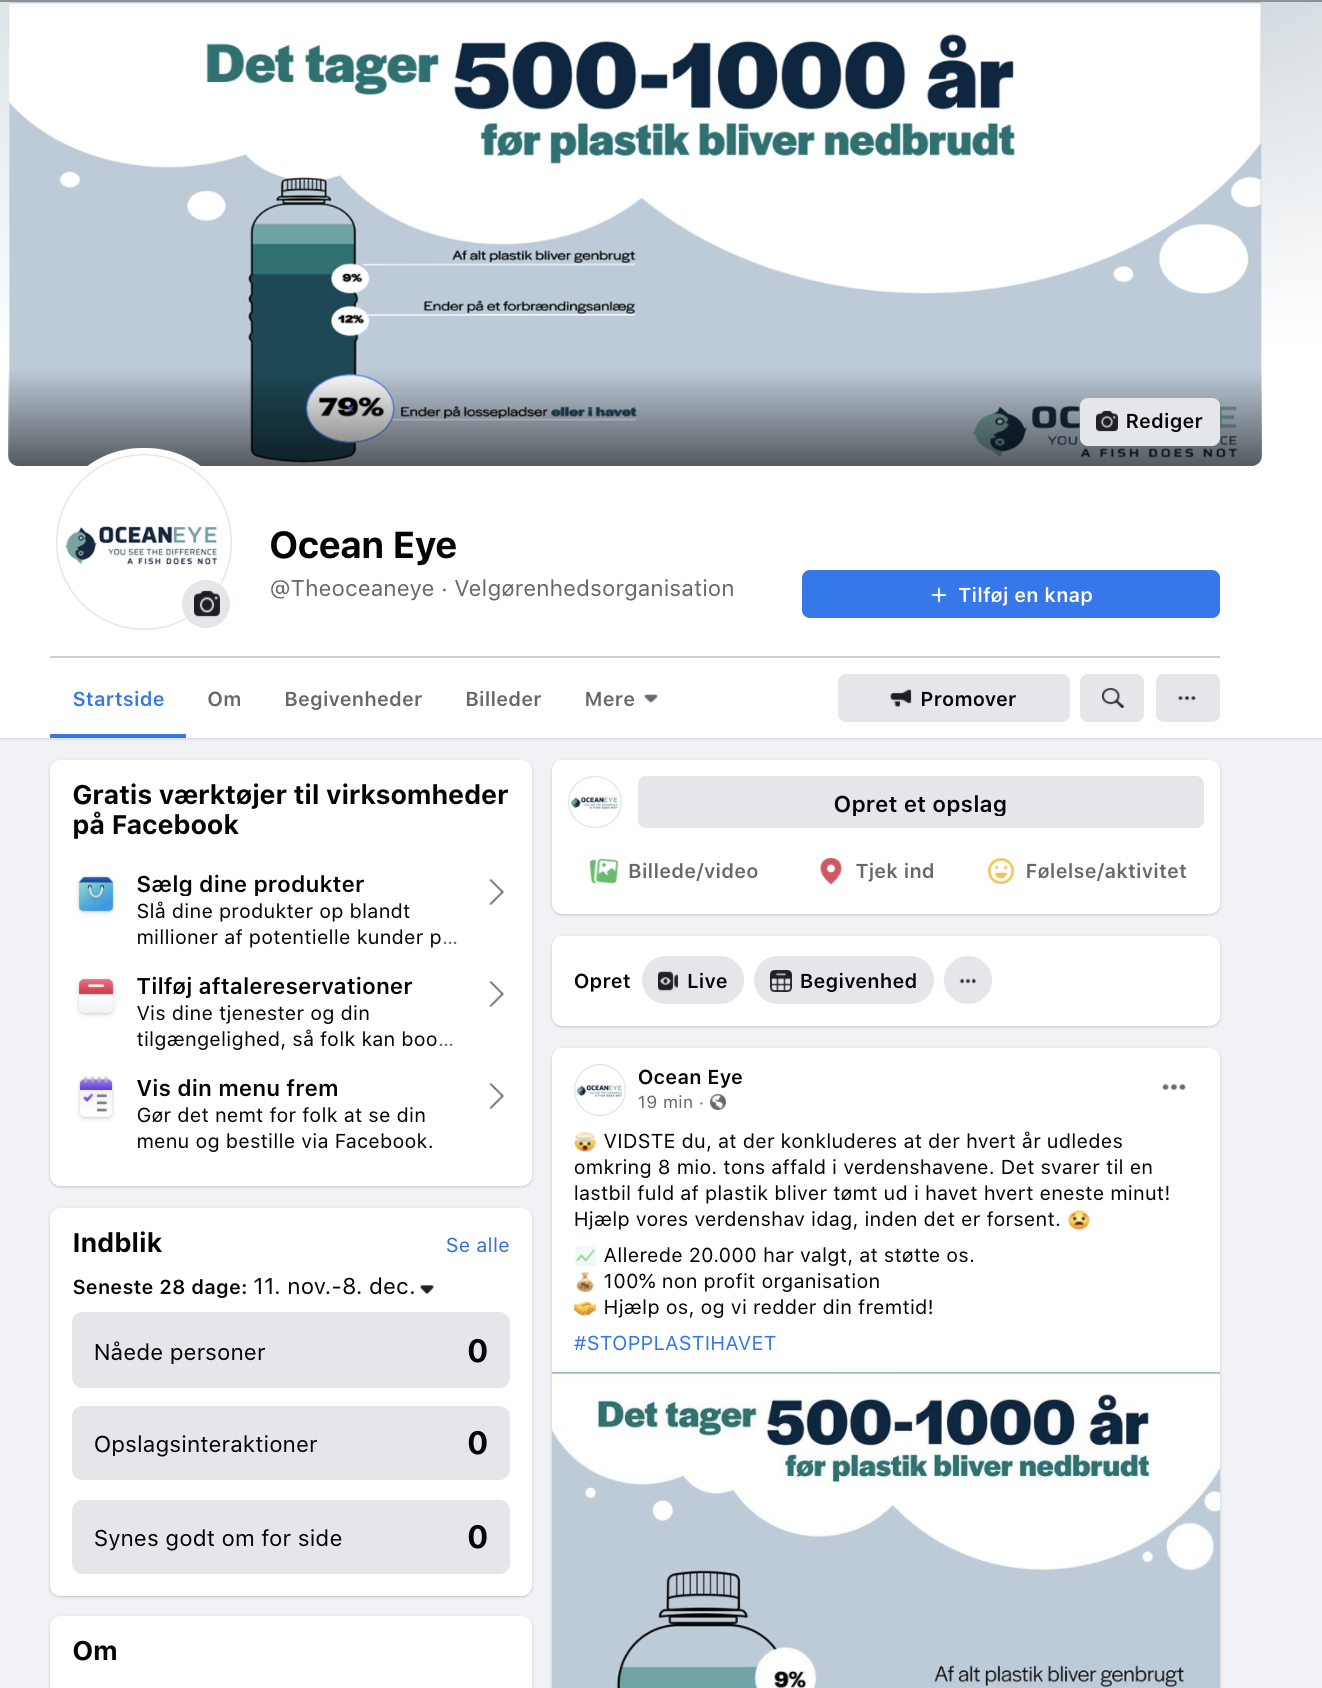 Det tager 500-1000 år
før plastik bliver nedbrudt
Af alt plastik bliver genbrugt
9%
Ender på et forbrændingsanlæg
12%
79%
Ender på lossepladser eller i havet
OC
E
YOU
CE
A FISH DOES NOT
Rediger
OCEANEYE
YOU SEE THE DIFFERENCE
A FISH DOES NOT
Ocean Eye
@Theoceaneye · Velgørenhedsorganisation
+ Tilføj en knap
Startside
Om
Begivenheder
Billeder
Mere
Promover
Gratis værktøjer til virksomheder
på Facebook
Sælg dine produkter
Slå dine produkter op blandt
millioner af potentielle kunder p...
Tilføj aftalereservationer
Vis dine tjenester og din
tilgængelighed, så folk kan boo...
Vis din menu frem
Gør det nemt for folk at se din
menu og bestille via Facebook.
Indblik
Se alle
Seneste 28 dage: 11. nov.-8. dec.
Nåede personer
0
Opslagsinteraktioner
0
Synes godt om for side
0
Om
OCEANEYE
Opret et opslag
Billede/video
Tjek ind
Følelse/aktivitet
Opret
Live
Begivenhed
OCEANEYE
Ocean Eye
19 min ·
🤯 VIDSTE du, at der konkluderes at der hvert år udledes
omkring 8 mio. tons affald i verdenshavene. Det svarer til en
lastbil fuld af plastik bliver tømt ud i havet hvert eneste minut!
Hjælp vores verdenshav idag, inden det er forsent. 😧
📈 Allerede 20.000 har valgt, at støtte os.
💰 100% non profit organisation
🤝 Hjælp os, og vi redder din fremtid!
#STOPPLASTIHAVET
Det tager 500-1000 år
før plastik bliver nedbrudt
9%
Af alt plastik bliver genbrugt